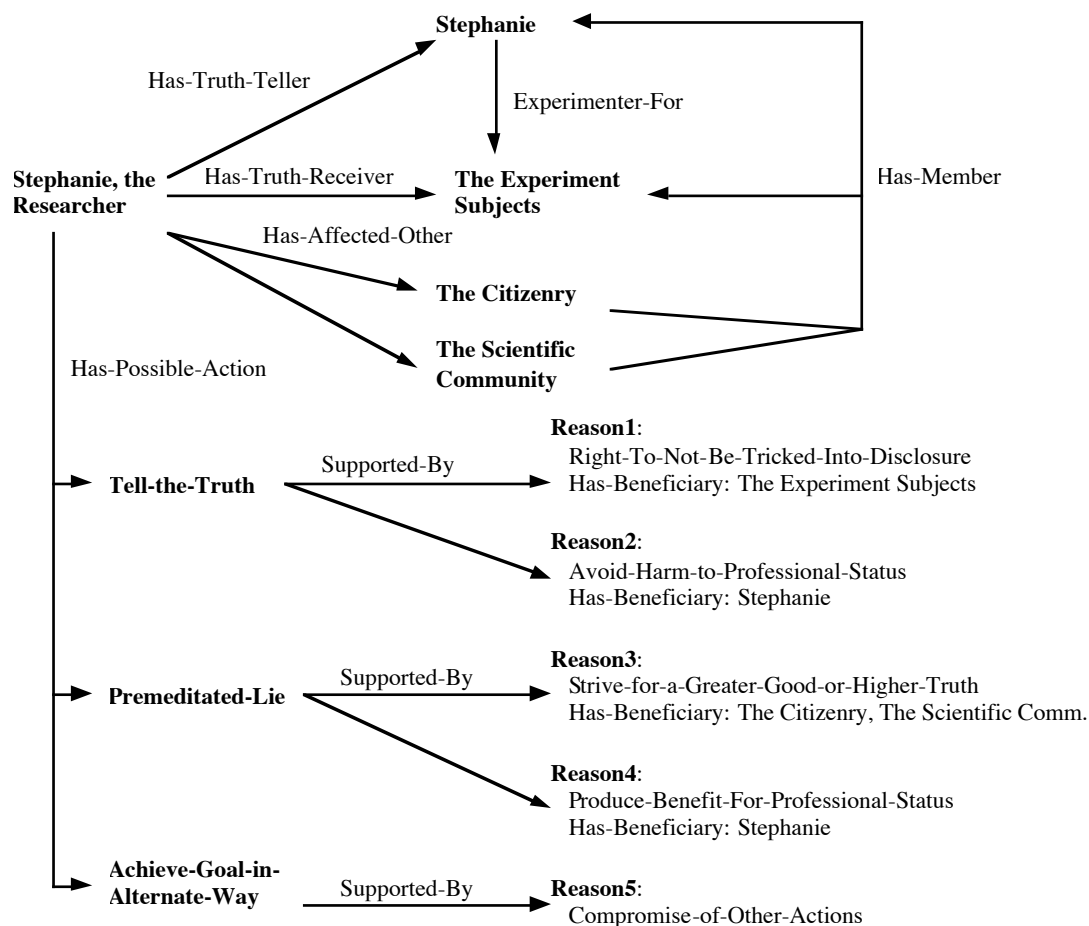 Stephanie
Has-Truth-Teller
Experimenter-For
Stephanie, the
Researcher
Has-Truth-Receiver
The Experiment
Subjects
Has-Member
Has-Affected-Other
The Citizenry
The Scientific
Community
Has-Possible-Action
Reason1:
Right-To-Not-Be-Tricked-Into-Disclosure
Has-Beneficiary: The Experiment Subjects
Supported-By
Tell-the-Truth
Reason2:
Avoid-Harm-to-Professional-Status
Has-Beneficiary: Stephanie
Reason3:
Strive-for-a-Greater-Good-or-Higher-Truth
Has-Beneficiary: The Citizenry, The Scientific Comm.
Supported-By
Premeditated-Lie
Reason4:
Produce-Benefit-For-Professional-Status
Has-Beneficiary: Stephanie
Achieve-Goal-in-
Alternate-Way
Supported-By
Reason5:
Compromise-of-Other-Actions